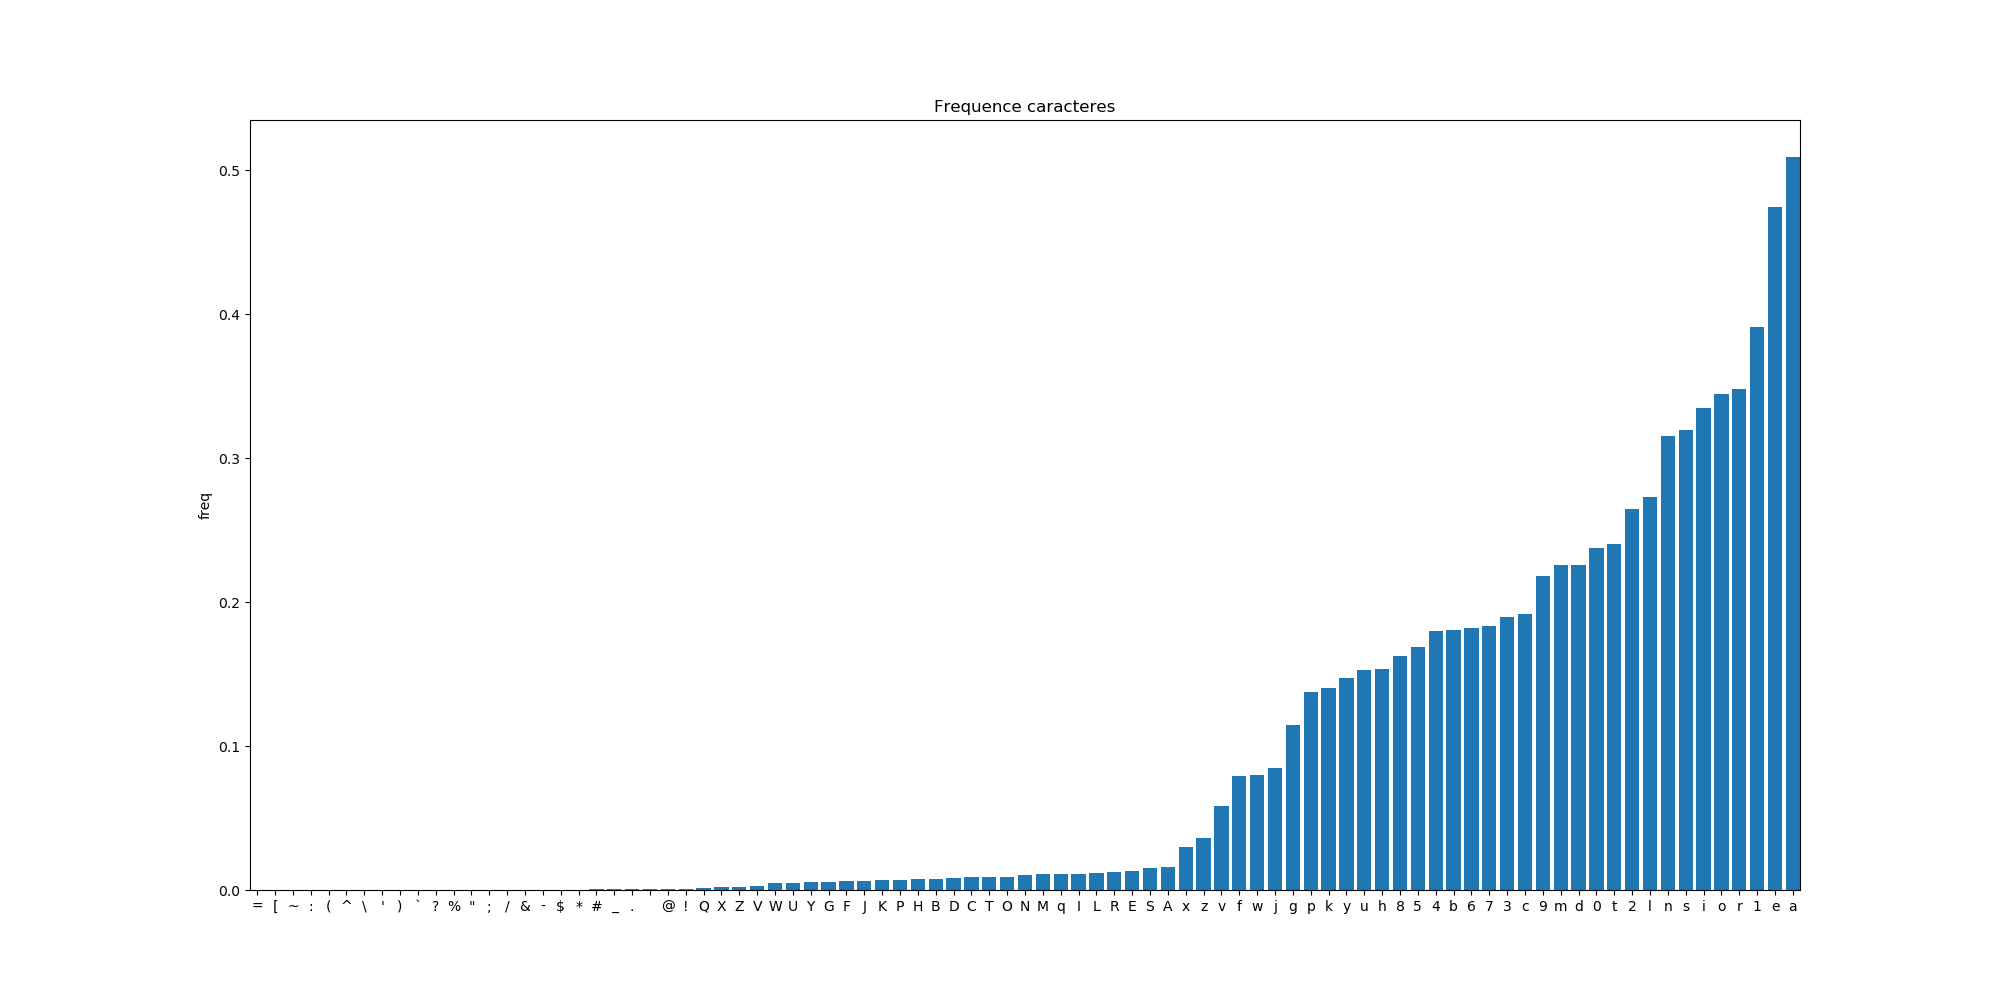 Frequence caracteres
0.5
0.4
0.3
0.2
0.1
0.0
freq
= [ ~ : ( ^ \ ' ) ` ? % " ; / & - $ * # _ .   @ ! Q X Z V W U Y G F J K P H B D C T O N M q I L R E S A x z v f w j g p k y u h 8 5 4 b 6 7 3 c 9 m d 0 t 2 l n s i o r 1 e a